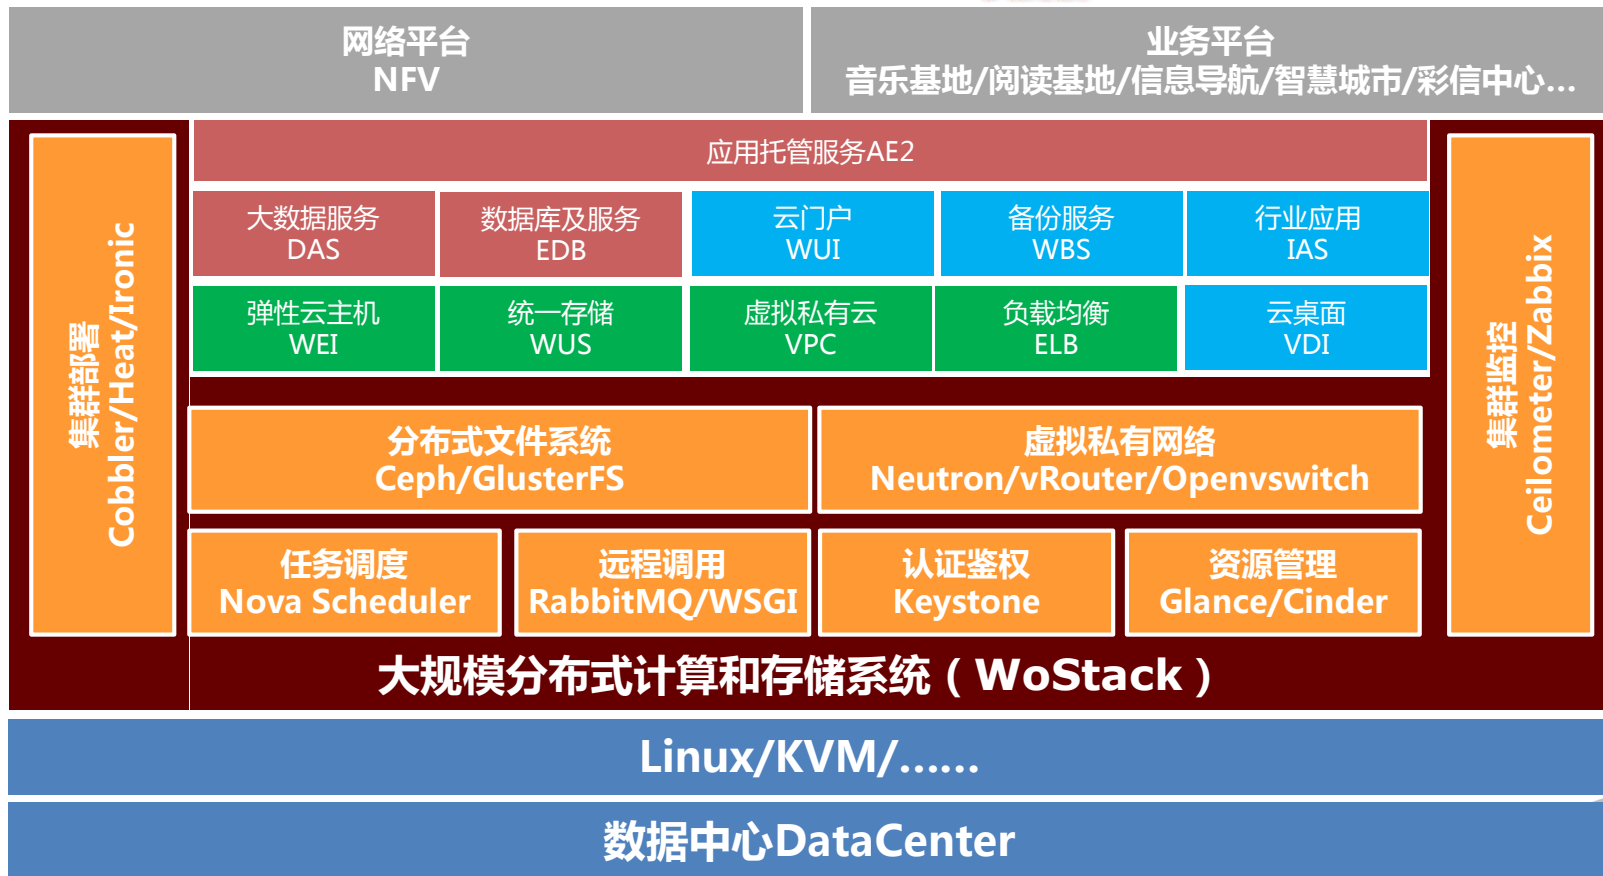 网络平台
NFV
业务平台
音乐基地/阅读基地/信息导航/智慧城市/彩信中心...
集群部署
Cobbler/Heat/Ironic
应用托管服务AE2
大数据服务
DAS
数据库及服务
EDB
云门户
WUI
备份服务
WBS
行业应用
IAS
弹性云主机
WEI
统一存储
WUS
虚拟私有云
VPC
负载均衡
ELB
云桌面
VDI
集群监控
Ceilometer/Zabbix
分布式文件系统
Ceph/GlusterFS
虚拟私有网络
Neutron/vRouter/Openvswitch
任务调度
Nova Scheduler
远程调用
RabbitMQ/WSGI
认证鉴权
Keystone
资源管理
Glance/Cinder
大规模分布式计算和存储系统（WoStack）
Linux/KVM/......
数据中心DataCenter